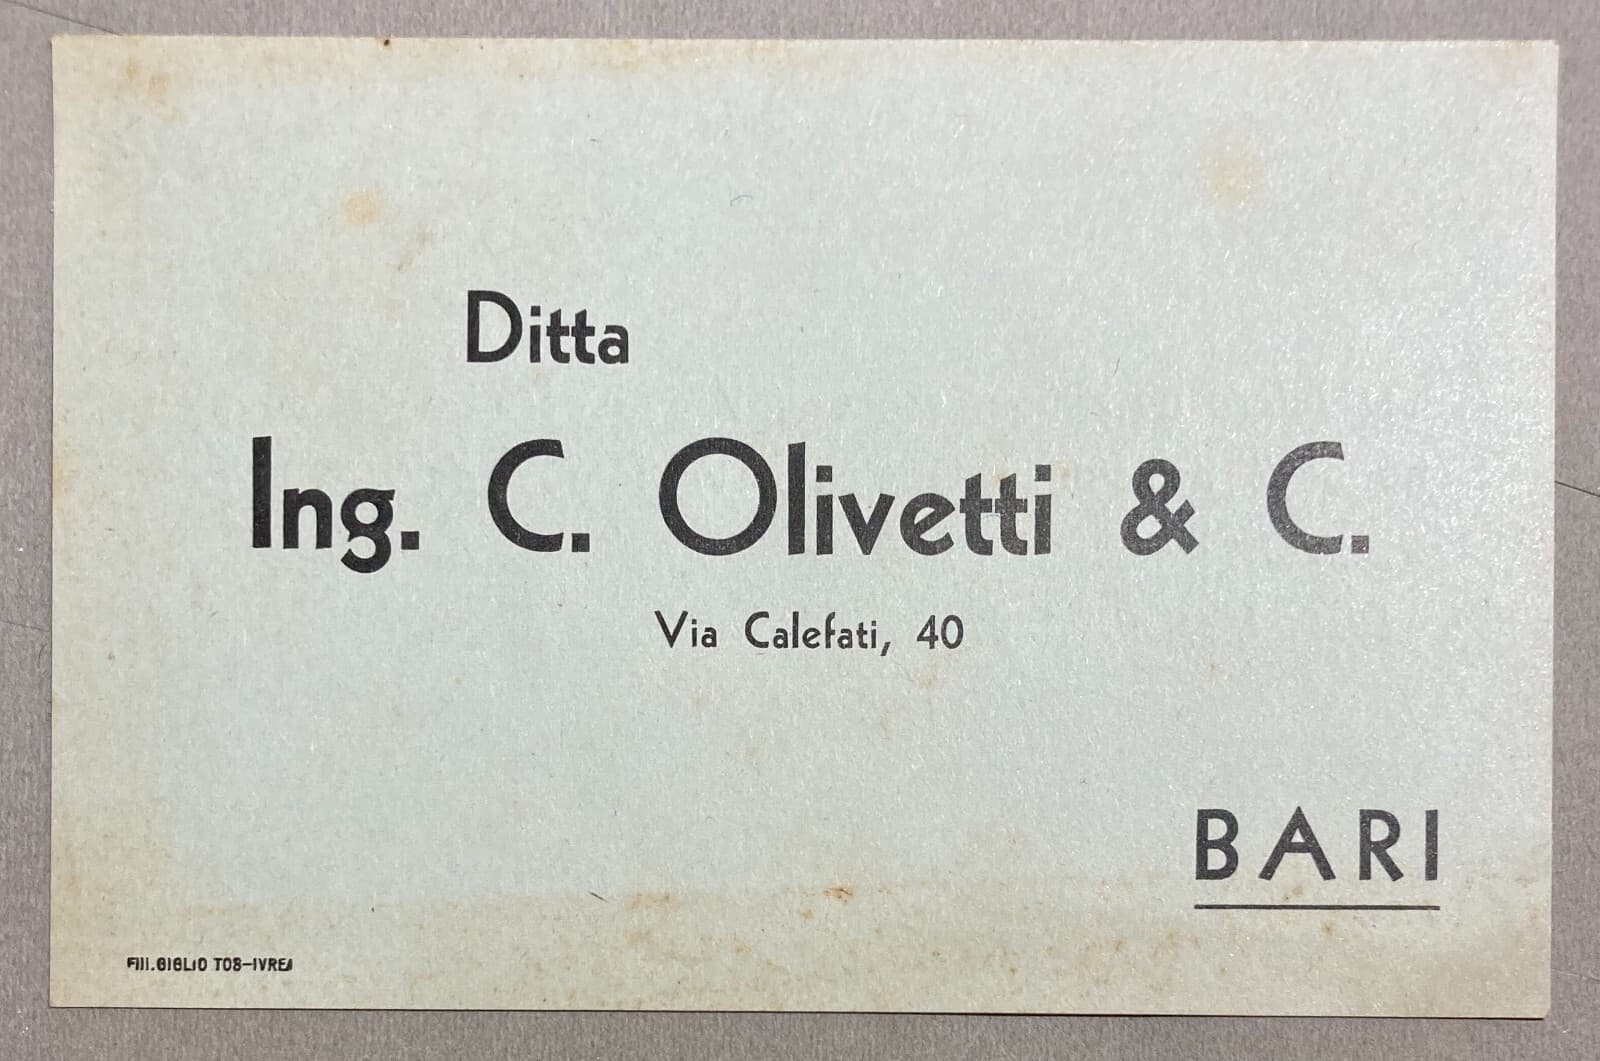 Ditta
Ing. C. Olivetti & C.
Via Calefati, 40
BARI
Flli. GIGLIO TOS-IVREA